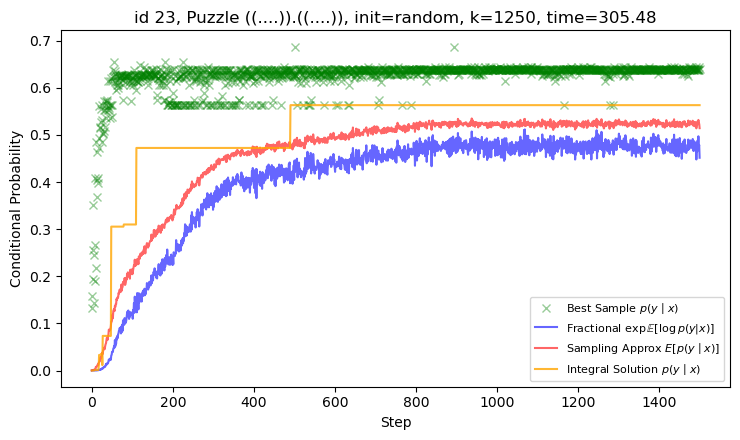 id 23, Puzzle ((....)).((....)), init=random, k=1250, time=305.48
Conditional Probability
0.7
0.6
0.5
0.4
0.3
0.2
0.1
0.0
Best Sample p(y | x)
Fractional exp𝔼[log p(y|x)]
Sampling Approx E[p(y | x)]
Integral Solution p(y | x)
0 200 400 600 800 1000 1200 1400
Step